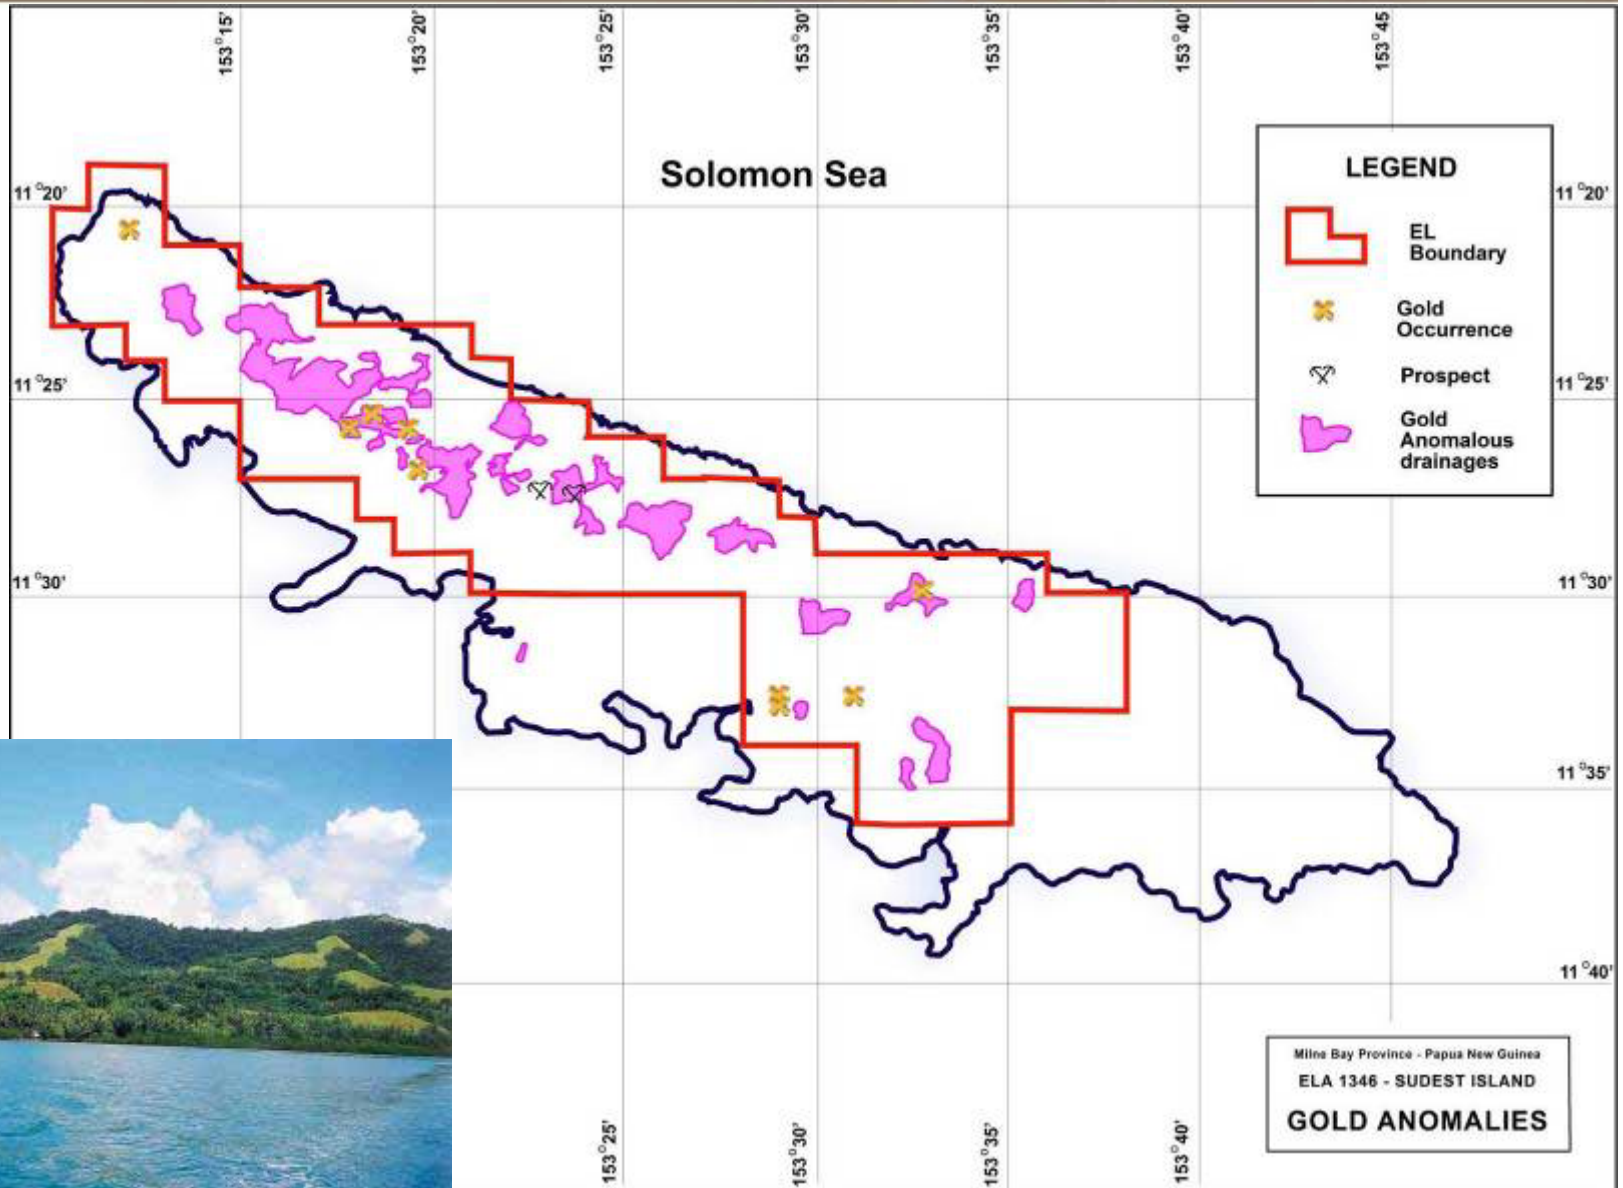 153°15'
153°20'
153°25'
153°30'
153°35'
153°40'
153°45
Solomon Sea
LEGEND
EL
Boundary
Gold
Occurrence
Prospect
Gold
Anomalous
drainages
11°20'
11°20'
11°25'
11°25'
11°30'
11°30'
11°35'
11°40'
153°25'
153°30'
153°35'
153°40'
Milne Bay Province - Papua New Guinea
ELA 1346 - SUDEST ISLAND
GOLD ANOMALIES